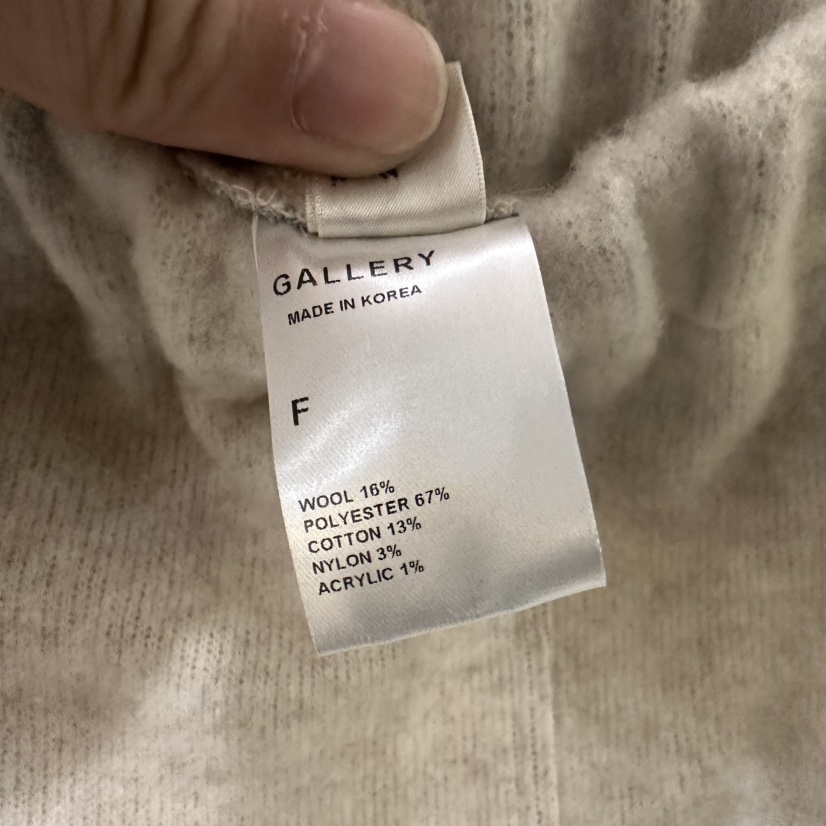 GALLERY
MADE IN KOREA
F
WOOL 16%
POLYESTER 67%
COTTON 13%
NYLON 3%
ACRYLIC 1%